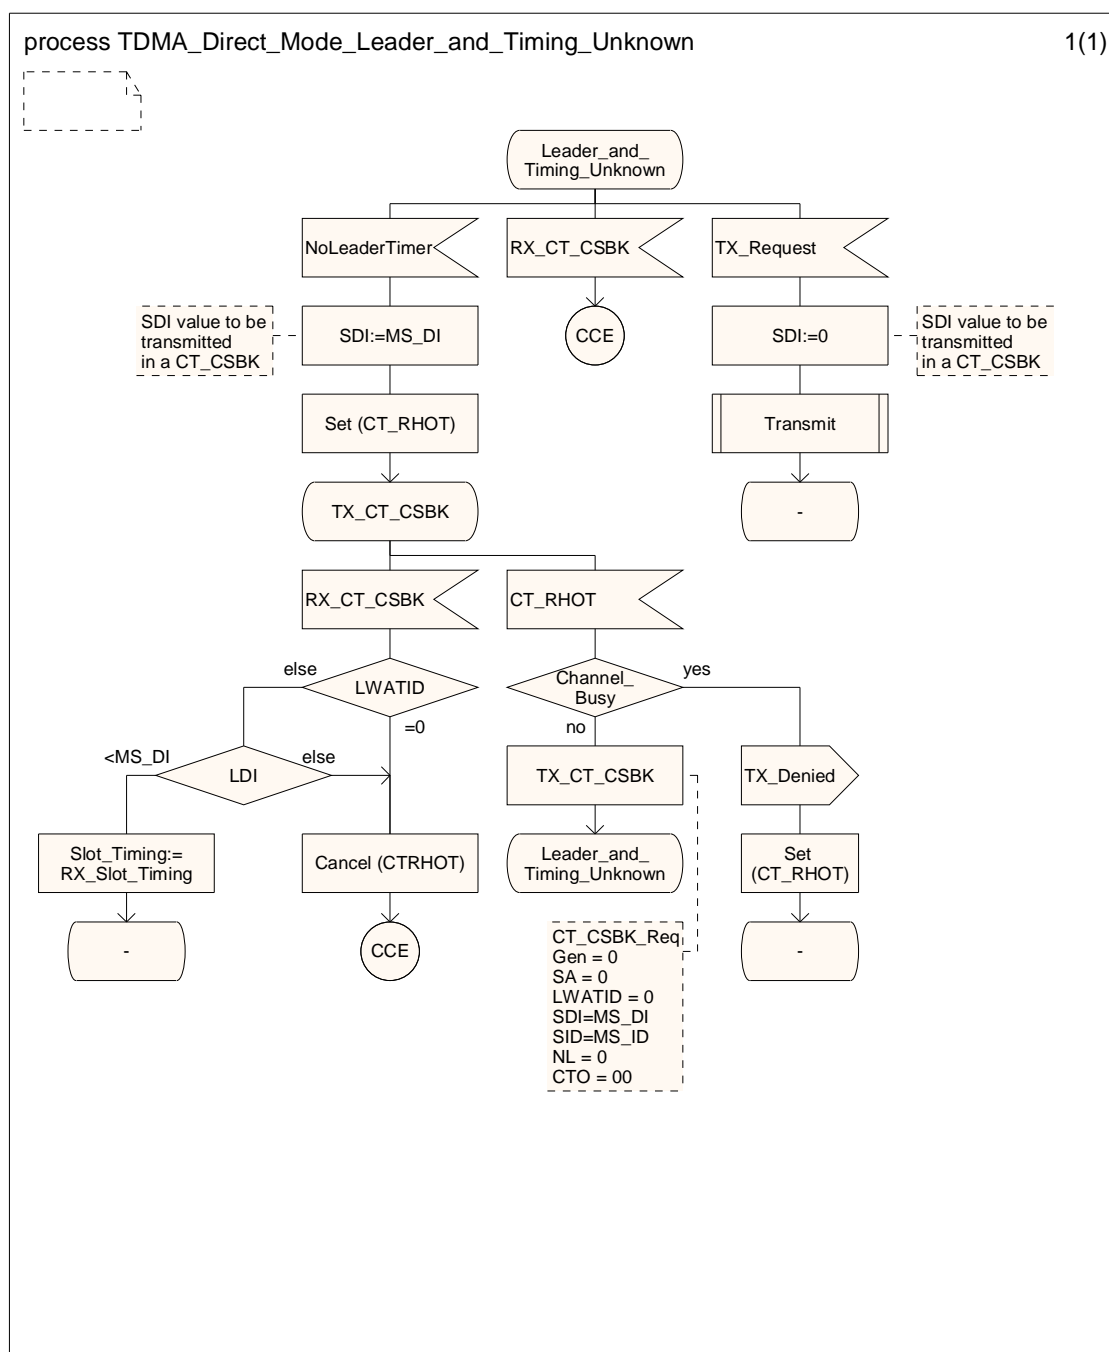 process TDMA_Direct_Mode_Leader_and_Timing_Unknown
1(1)
Leader_and_
Timing_Unknown
NoLeaderTimer
RX_CT_CSBK
TX_Request
SDI value to be
transmitted
in a CT_CSBK
SDI:=MS_DI
CCE
SDI:=0
SDI value to be
transmitted
in a CT_CSBK
Set (CT_RHOT)
Transmit
TX_CT_CSBK
-
RX_CT_CSBK
CT_RHOT
else
LWATID
=0
Channel_
Busy
yes
no
<MS_DI
LDI
else
TX_CT_CSBK
TX_Denied
Slot_Timing:=
RX_Slot_Timing
Cancel (CTRHOT)
Leader_and_
Timing_Unknown
Set
(CT_RHOT)
-
CCE
CT_CSBK_Req
Gen = 0
SA = 0
LWATID = 0
SDI=MS_DI
SID=MS_ID
NL = 0
CTO = 00
-